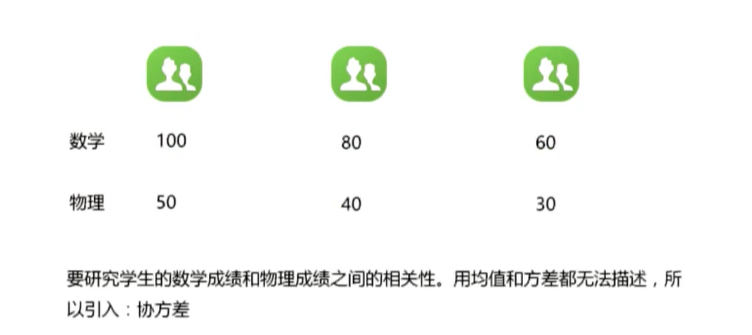 数学 100 80 60
物理 50 40 30
要研究学生的数学成绩和物理成绩之间的相关性。用均值和方差都无法描述，所
以引入：协方差